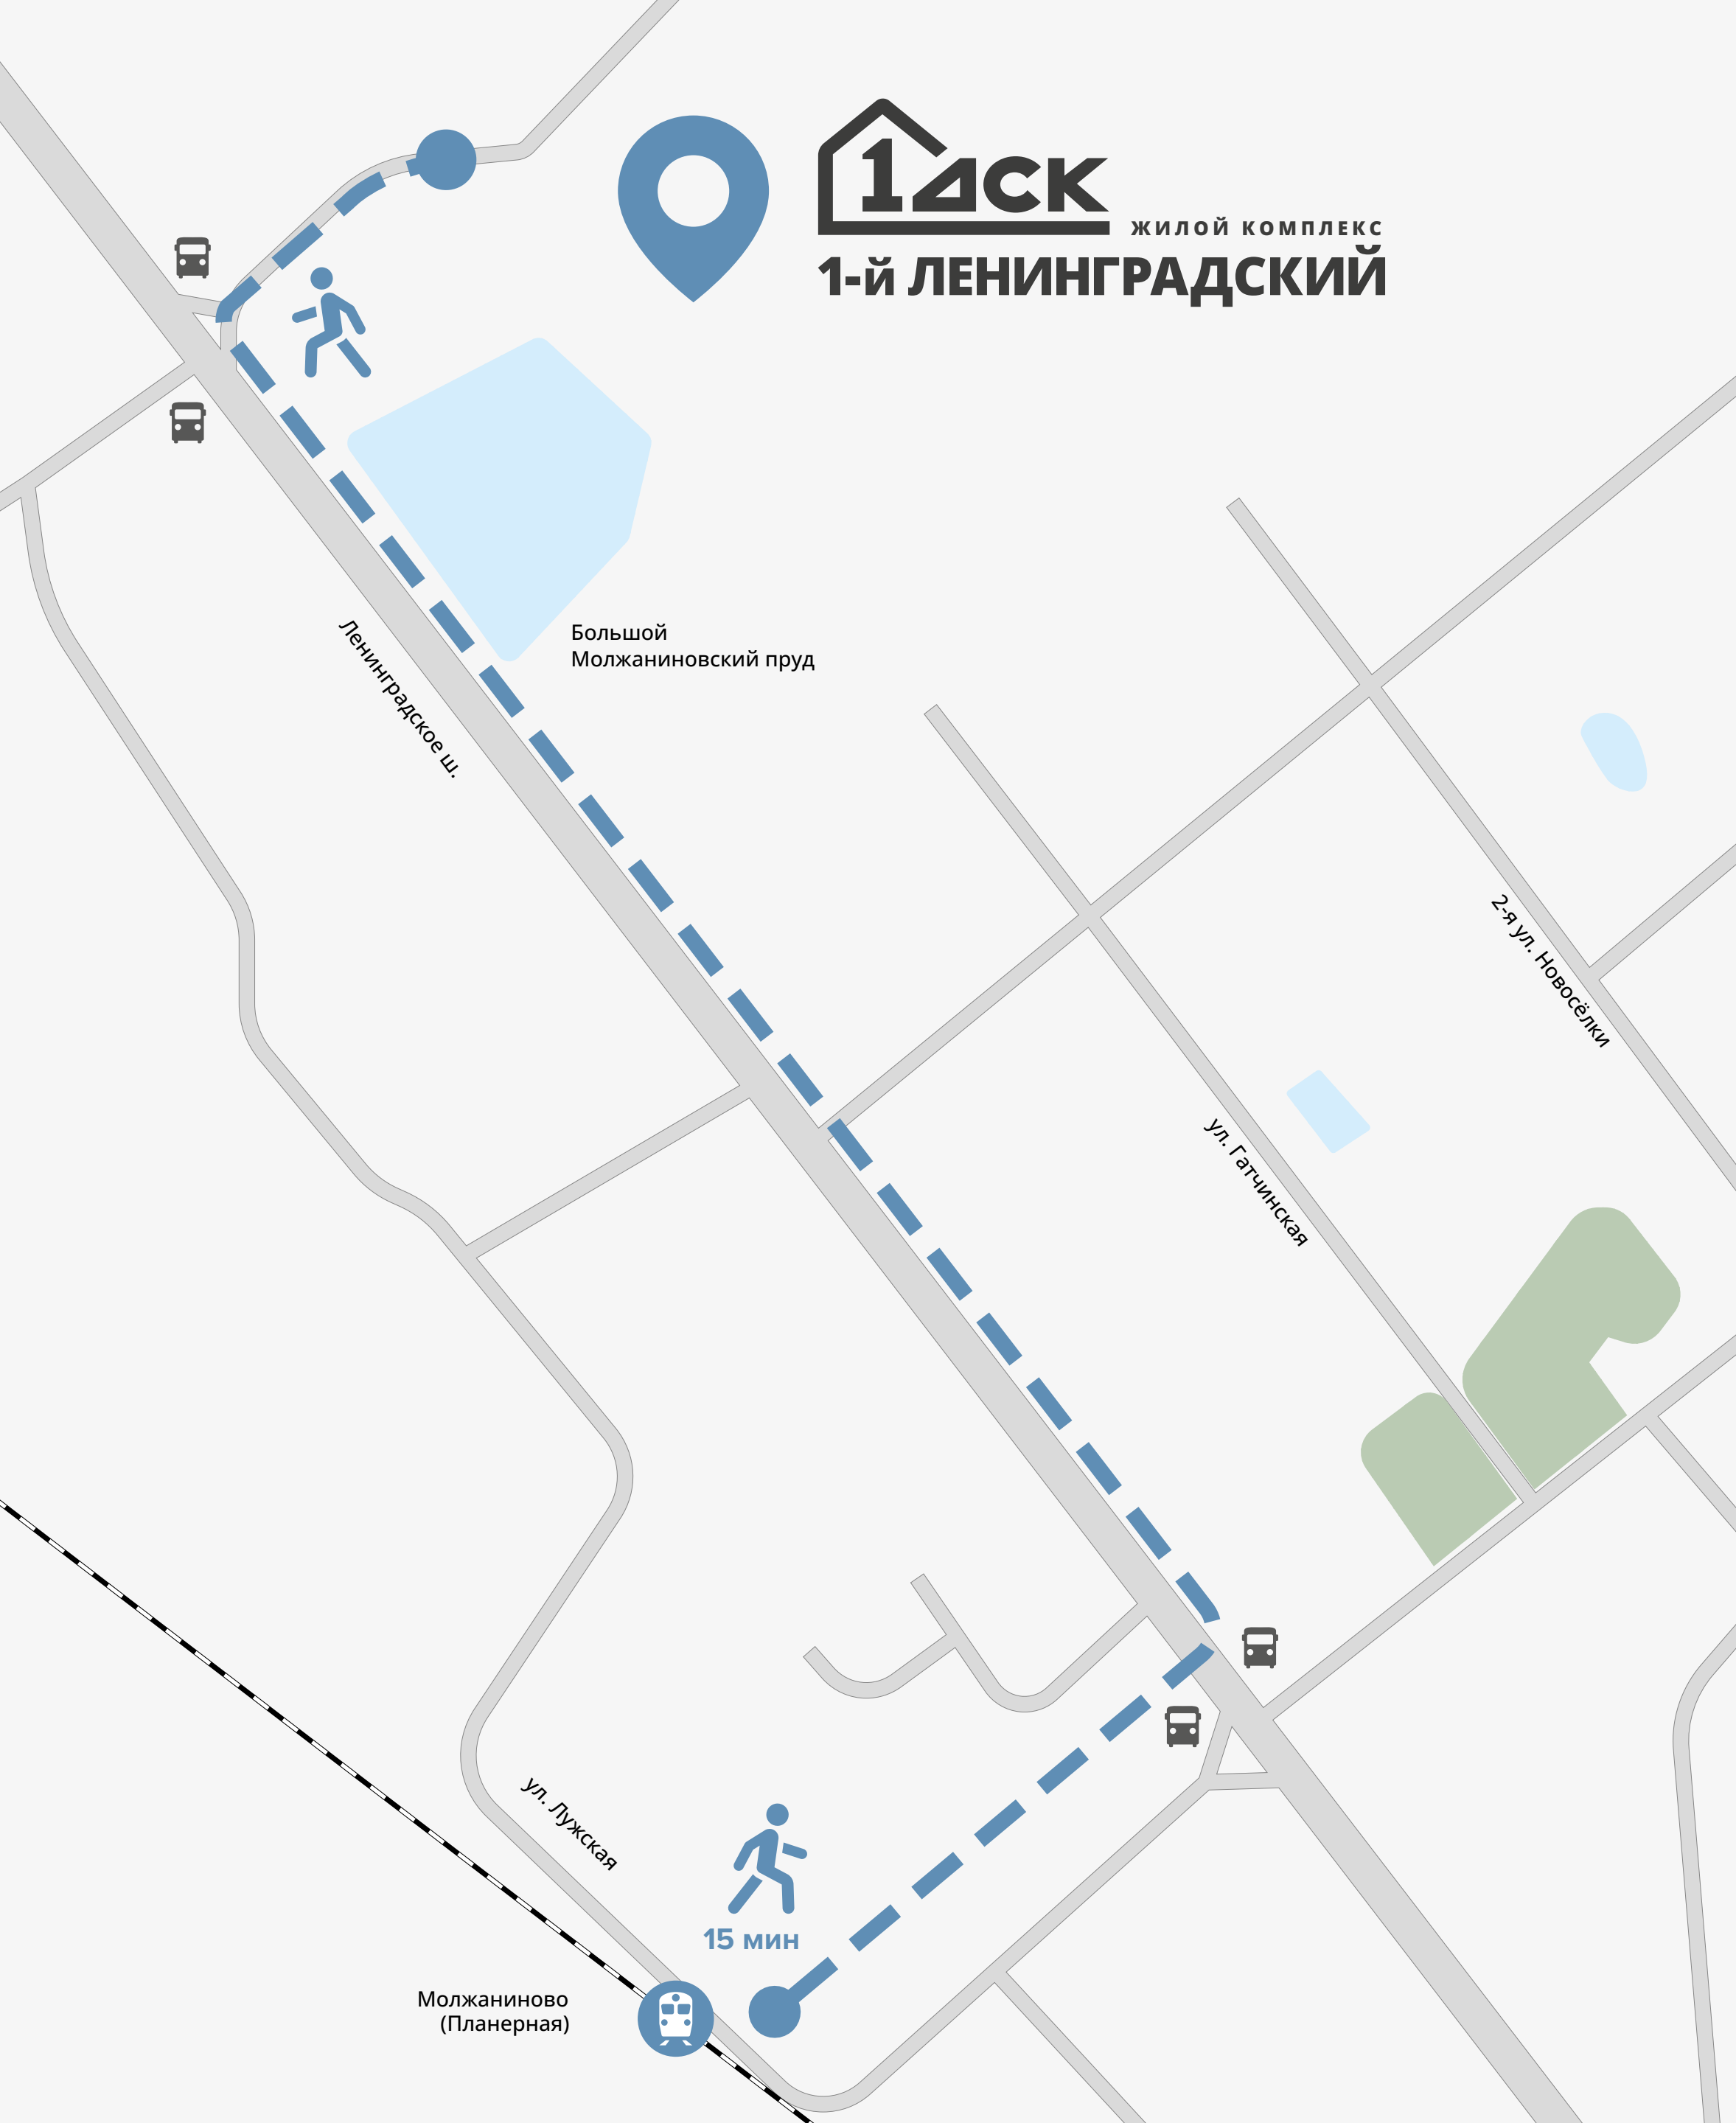 1ДСК
ЖИЛОЙ КОМПЛЕКС
1-й ЛЕНИНГРАДСКИЙ
Большой
Молжаниновский пруд
Ленинградское ш.
2-я ул. Новосёлки
ул. Гатчинская
ул. Лужская
15 мин
Молжаниново
(Планерная)